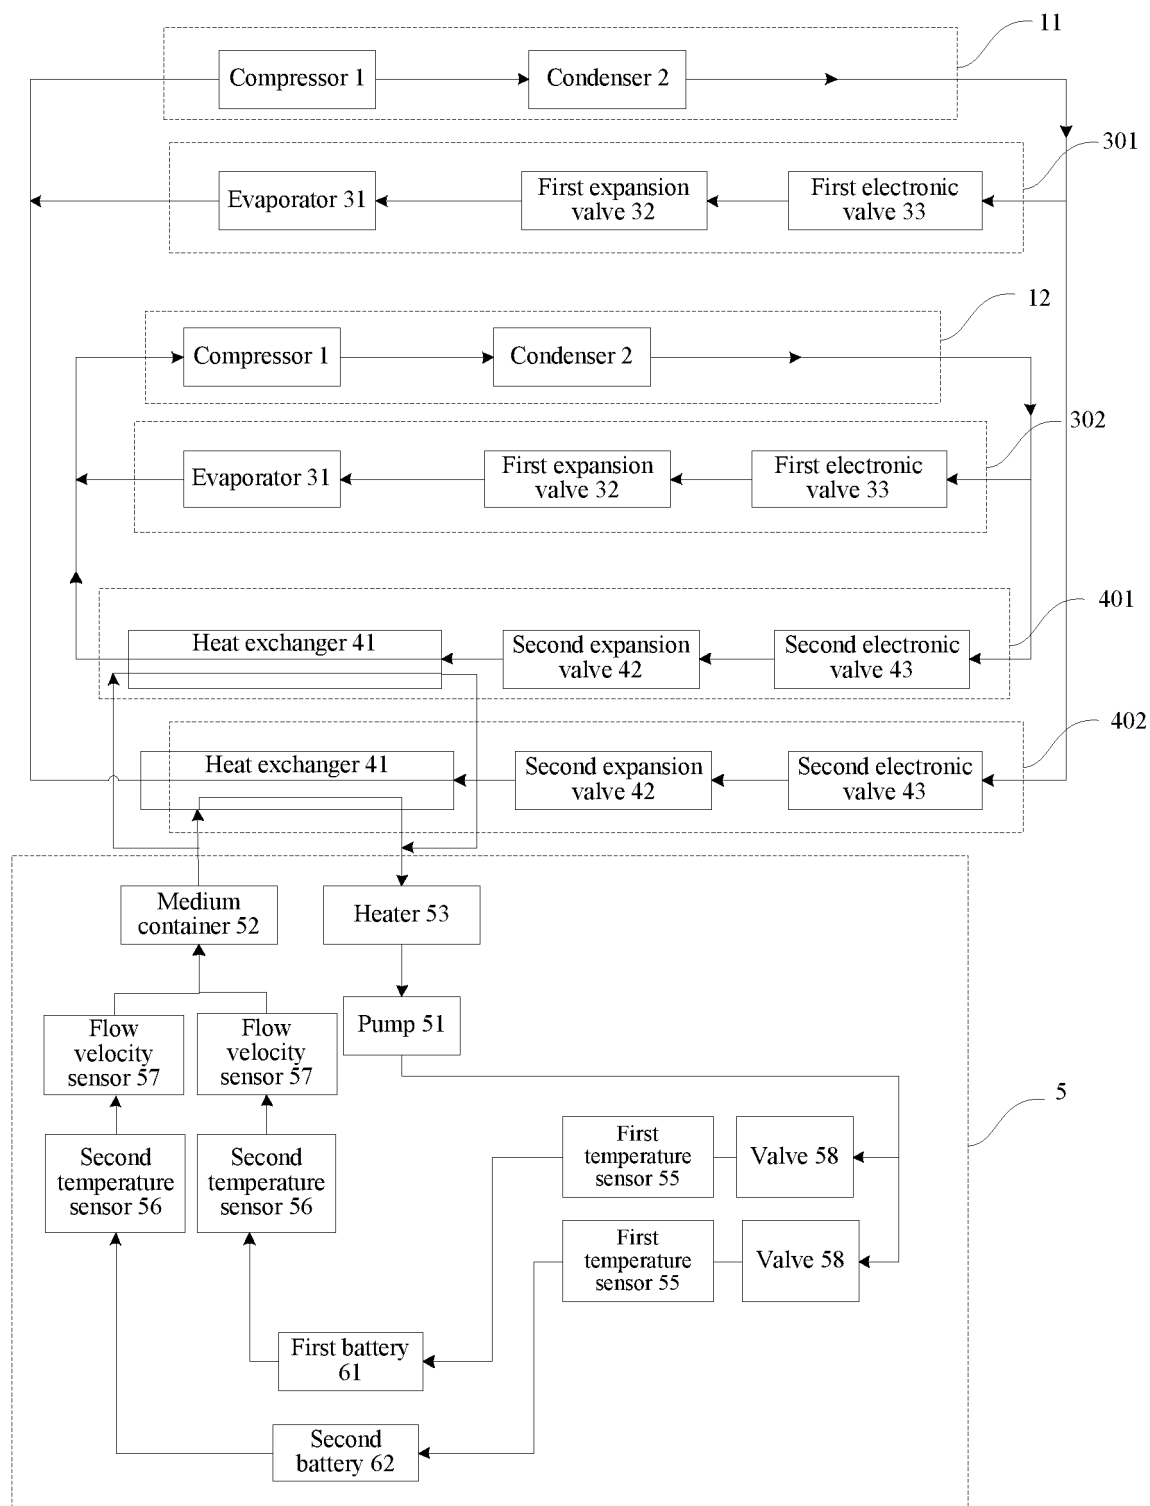 11
Compressor 1
Condenser 2
301
Evaporator 31
First expansion
valve 32
First electronic
valve 33
12
Compressor 1
Condenser 2
302
Evaporator 31
First expansion
valve 32
First electronic
valve 33
401
Heat exchanger 41
Second expansion
valve 42
Second electronic
valve 43
402
Heat exchanger 41
Second expansion
valve 42
Second electronic
valve 43
Medium
container 52
Heater 53
Flow
velocity
sensor 57
Flow
velocity
sensor 57
Pump 51
5
Second
temperature
sensor 56
Second
temperature
sensor 56
First
temperature
sensor 55
Valve 58
First
temperature
sensor 55
Valve 58
First battery
61
Second
battery 62